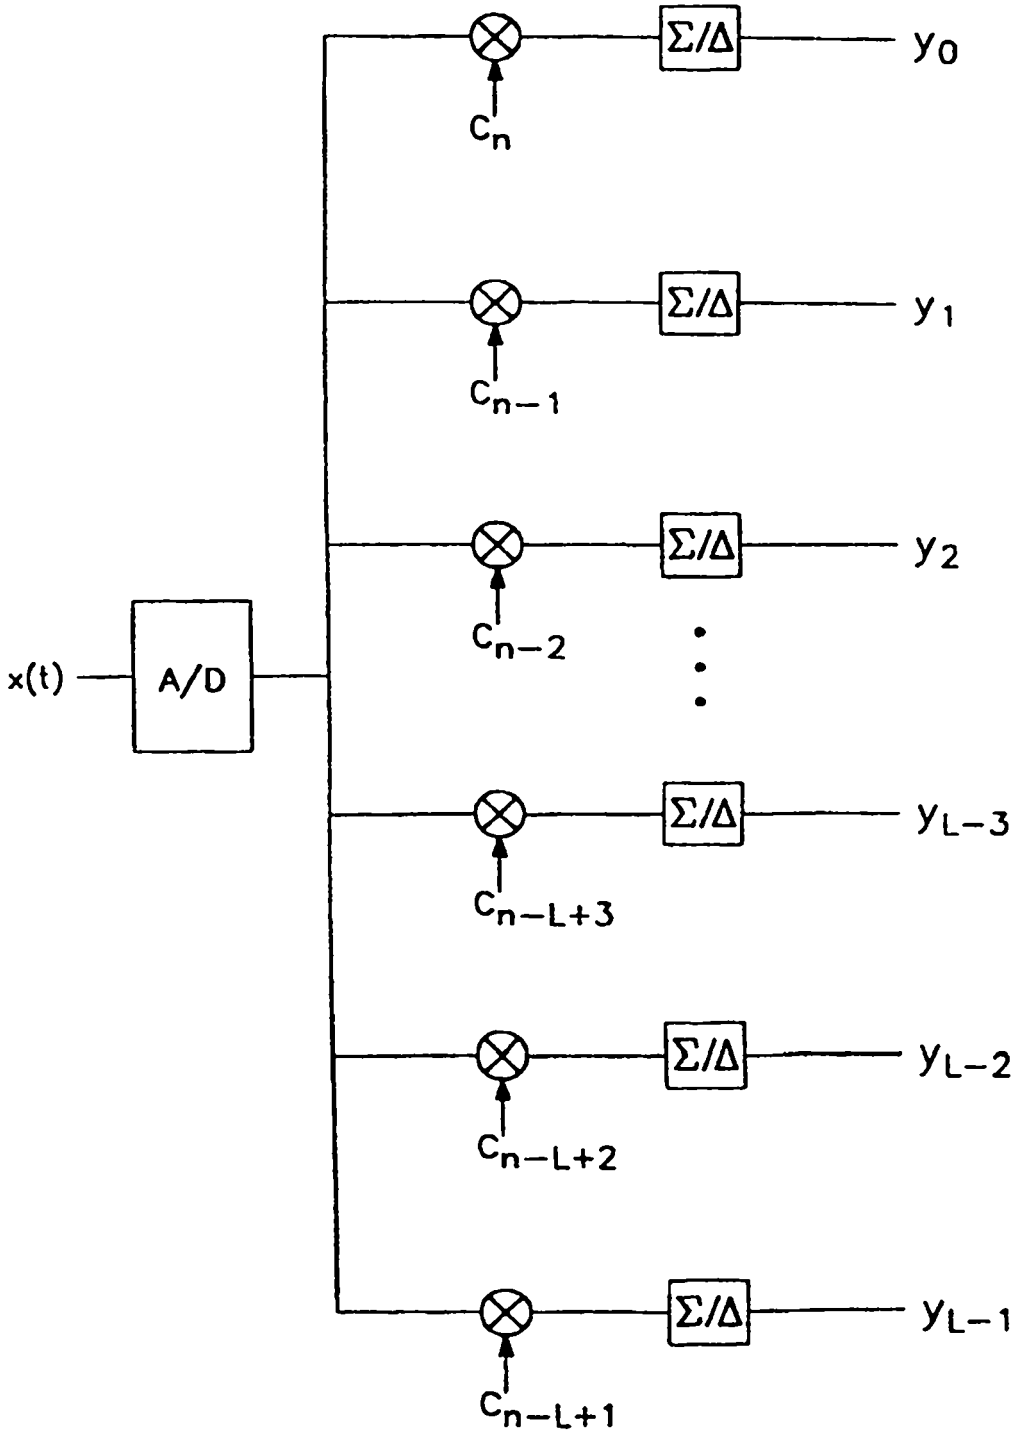 Σ/Δ y0
Cn
Σ/Δ y1
Cn−1
Σ/Δ y2
Cn−2
x(t) A/D
Σ/Δ yL−3
Cn−L+3
Σ/Δ yL−2
Cn−L+2
Σ/Δ yL−1
Cn−L+1